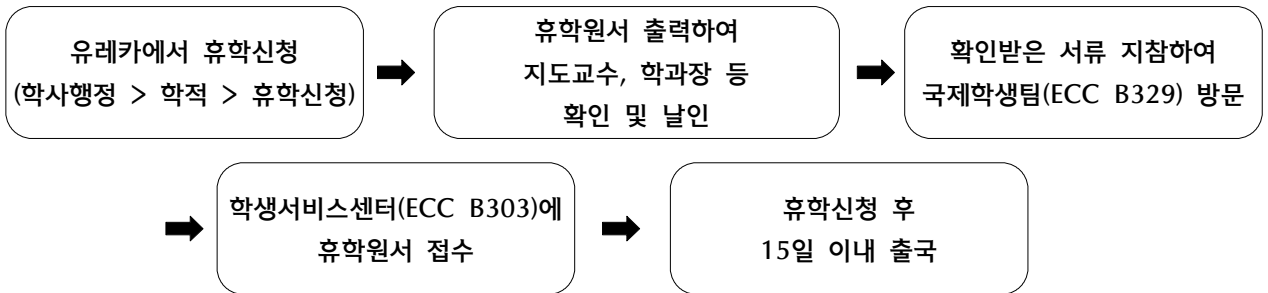 유레카에서 휴학신청
(학사행정 > 학적 > 휴학신청)
휴학원서 출력하여
지도교수, 학과장 등
확인 및 날인
확인받은 서류 지참하여
국제학생팀(ECC B329) 방문
학생서비스센터(ECC B303)에
휴학원서 접수
휴학신청 후
15일 이내 출국